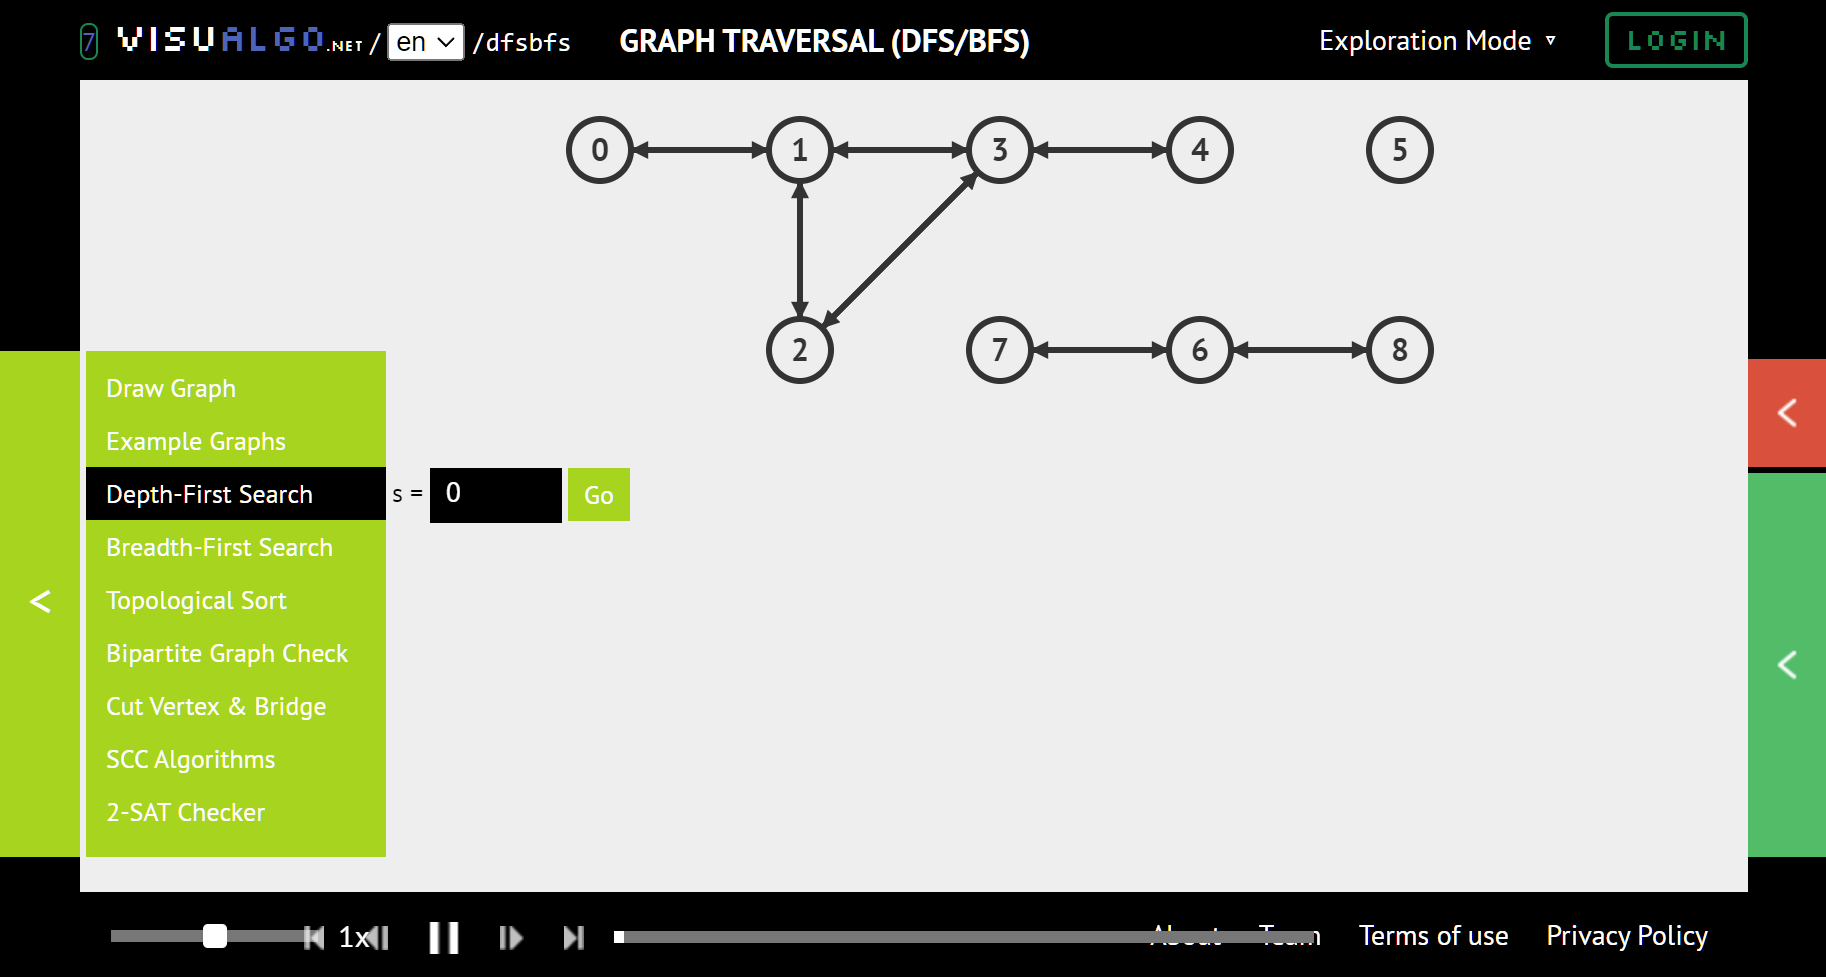 7 VISUALGO.NET / en /dfsbfs GRAPH TRAVERSAL (DFS/BFS) Exploration Mode ▿ LOGIN
0 1 3 4 5
2 7 6 8
Draw Graph
Example Graphs
Depth-First Search s = 0 Go
Breadth-First Search
Topological Sort
Bipartite Graph Check
Cut Vertex & Bridge
SCC Algorithms
2-SAT Checker
1x About Team Terms of use Privacy Policy